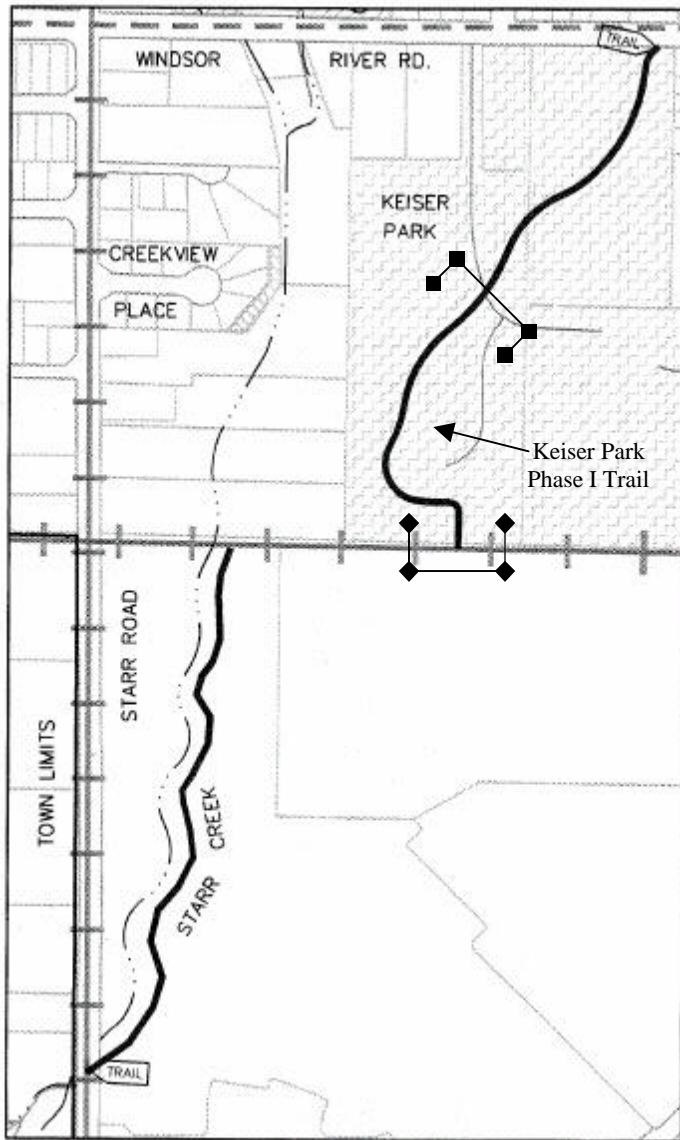 TRAIL
WINDSOR
RIVER RD.
KEISER
PARK
CREEKVIEW
PLACE
Keiser Park
Phase I Trail
STARR ROAD
TOWN LIMITS
STARR
CREEK
TRAIL